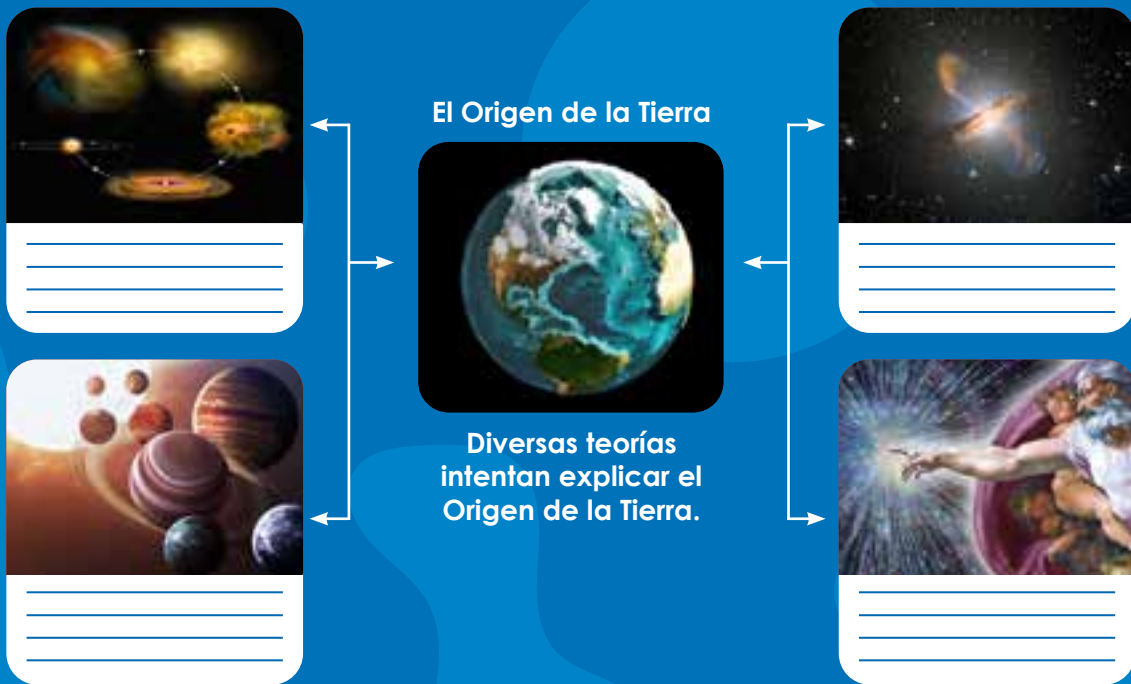 El Origen de la Tierra
Diversas teorías
intentan explicar el
Origen de la Tierra.